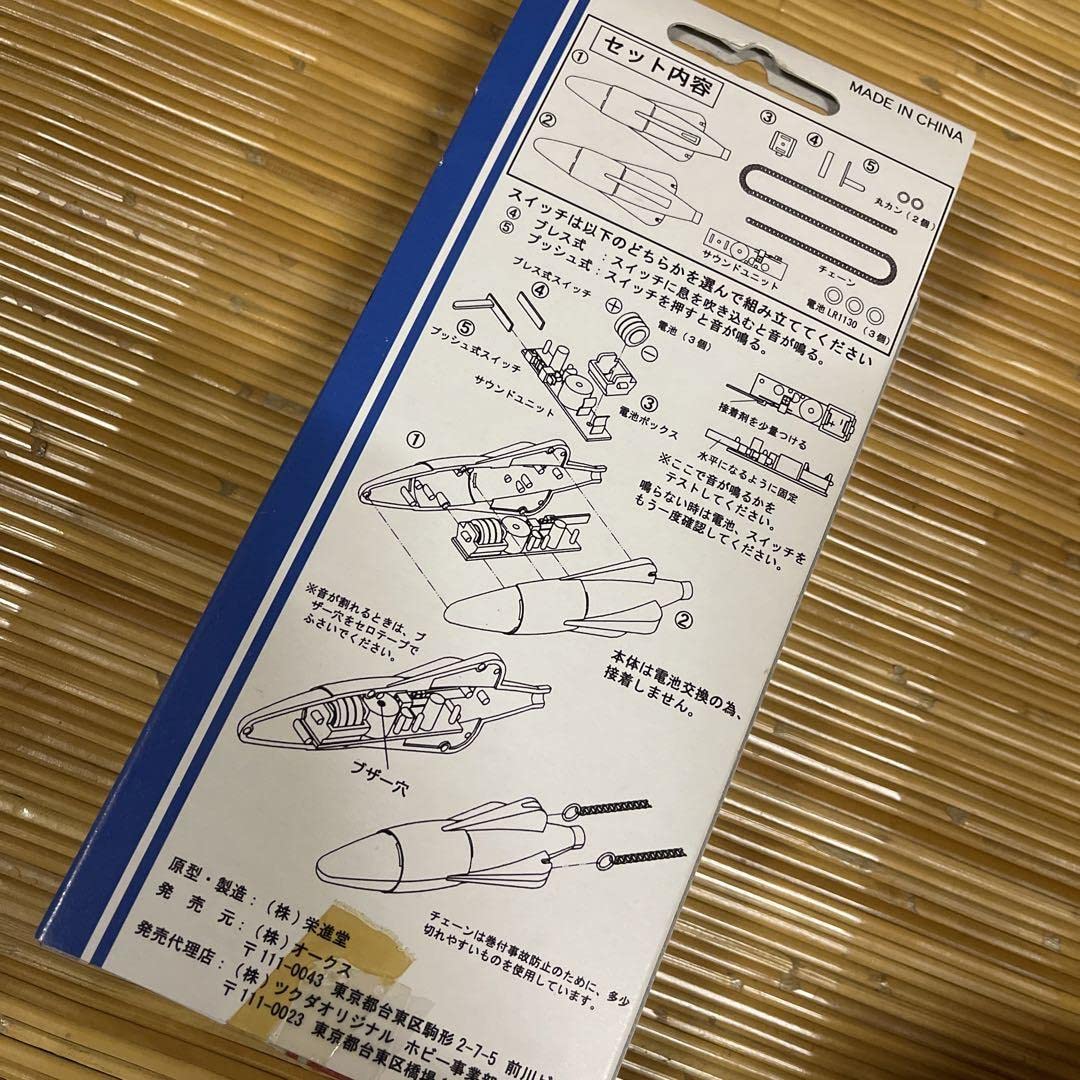 セット内容
MADE IN CHINA
①
②
③
④
⑤
丸カン(2個)
サウンドユニット
チェーン
電池LR1130(3個)
スイッチは以下のどちらかを選んで組み立ててください
④ ブレス式 :スイッチに息を吹き込むと音が鳴る。
⑤ プッシュ式:スイッチを押すと音が鳴る。
ブレス式スイッチ
④
⑤
プッシュ式スイッチ
サウンドユニット
+
電池(3個)
−
③
電池ボックス
接着剤を少量つける
水平になるように固定
※ここで音が鳴るかを
テストしてください。
鳴らない時は電池、スイッチを
もう一度確認してください。
①
②
※音が割れるときは、ブ
ザー穴をセロテープで
ふさいでください。
本体は電池交換の為、
接着しません。
ブザー穴
チェーンは巻付事故防止のために、多少
切れやすいものを使用しています。
原型・製造:(株)栄進堂
発売元:(株)オークス
〒111-0043 東京都台東区駒形2-7-5 前川ビ
発売代理店:(株)ツクダオリジナル ホビー事業部
〒111-0023 東京都台東区橋場